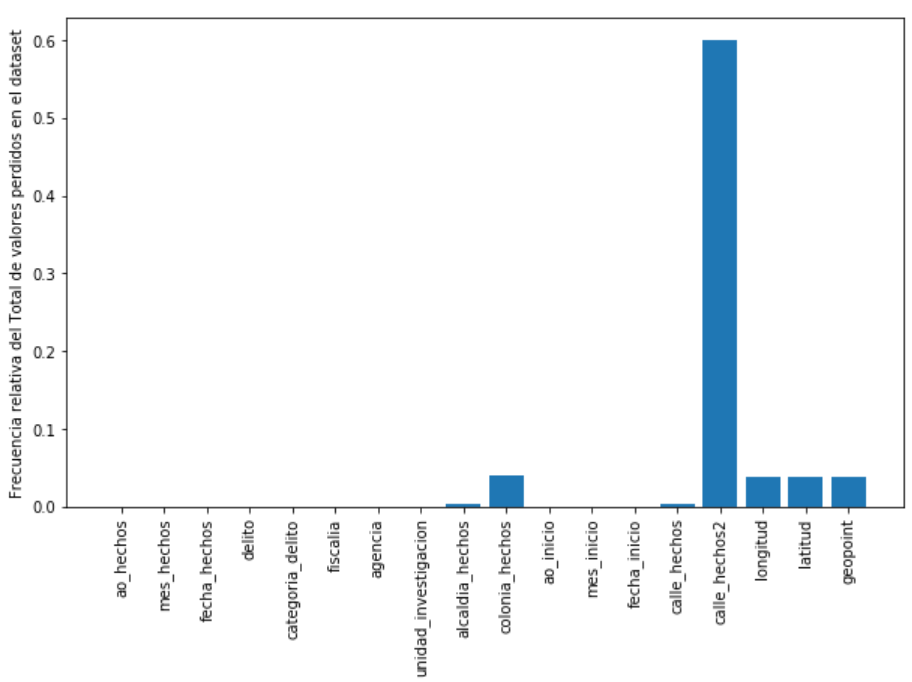 Frecuencia relativa del Total de valores perdidos en el dataset
0.6
0.5
0.4
0.3
0.2
0.1
0.0
ao_hechos
mes_hechos
fecha_hechos
delito
categoria_delito
fiscalia
agencia
unidad_investigacion
alcaldia_hechos
colonia_hechos
ao_inicio
mes_inicio
fecha_inicio
calle_hechos
calle_hechos2
longitud
latitud
geopoint